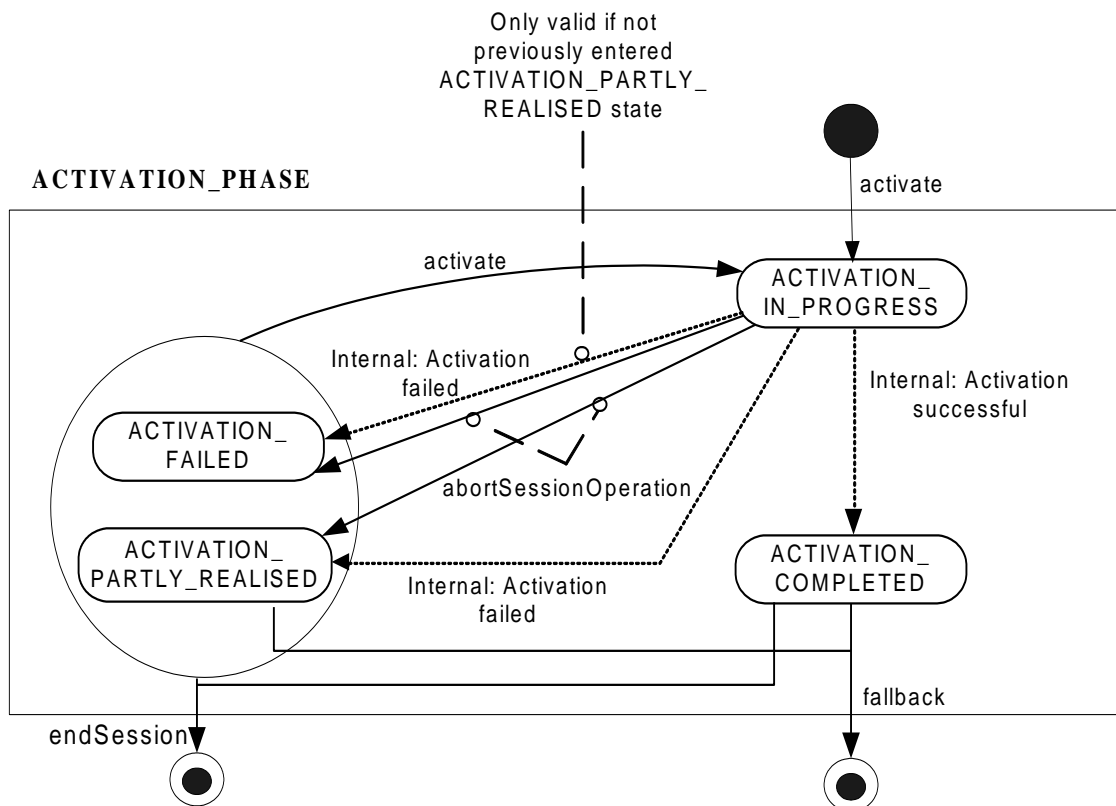 Only valid if not
previously entered
ACTIVATION_PARTLY_
REALISED state
ACTIVATION_PHASE
activate
activate
ACTIVATION_
IN_PROGRESS
Internal: Activation
failed
Internal: Activation
successful
ACTIVATION_
FAILED
abortSessionOperation
ACTIVATION_
PARTLY_REALISED
ACTIVATION_
COMPLETED
Internal: Activation
failed
fallback
endSession